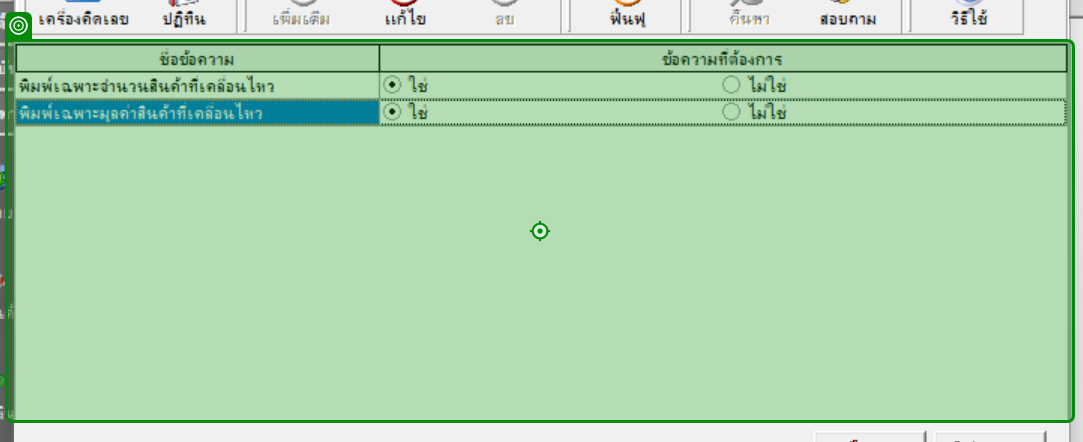 เครื่องคิดเลข ปฏิทิน เพิ่มเติม แก้ไข ลบ ฟื้นฟู ค้นหา สอบถาม วิธีใช้
ชื่อข้อความ ข้อความที่ต้องการ
พิมพ์เฉพาะจำนวนสินค้าที่เคลื่อนไหว ใช่ ไม่ใช่
พิมพ์เฉพาะมูลค่าสินค้าที่เคลื่อนไหว ใช่ ไม่ใช่